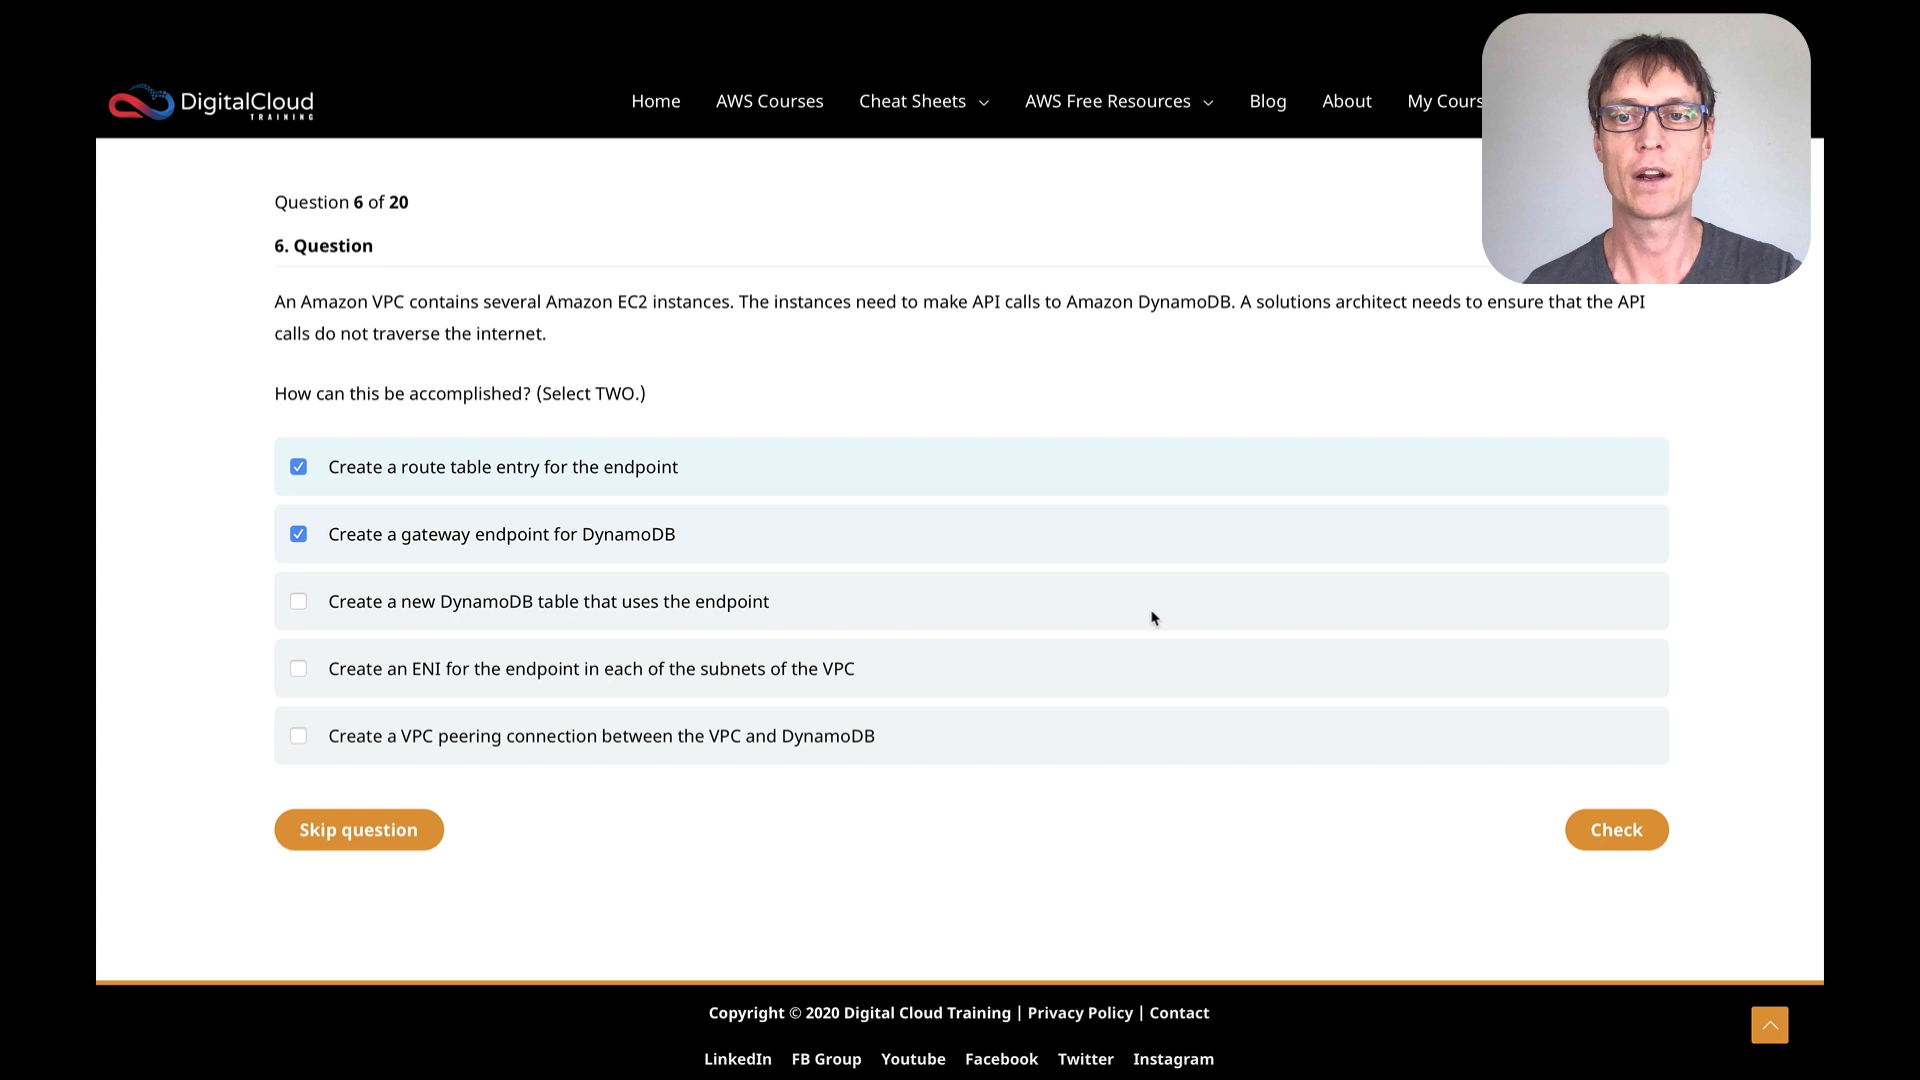 DigitalCloud
TRAINING
Home AWS Courses Cheat Sheets AWS Free Resources Blog About My Cours
Question 6 of 20
6. Question
An Amazon VPC contains several Amazon EC2 instances. The instances need to make API calls to Amazon DynamoDB. A solutions architect needs to ensure that the API
calls do not traverse the internet.
How can this be accomplished? (Select TWO.)
Create a route table entry for the endpoint
Create a gateway endpoint for DynamoDB
Create a new DynamoDB table that uses the endpoint
Create an ENI for the endpoint in each of the subnets of the VPC
Create a VPC peering connection between the VPC and DynamoDB
Skip question
Check
Copyright © 2020 Digital Cloud Training | Privacy Policy | Contact
LinkedIn FB Group Youtube Facebook Twitter Instagram